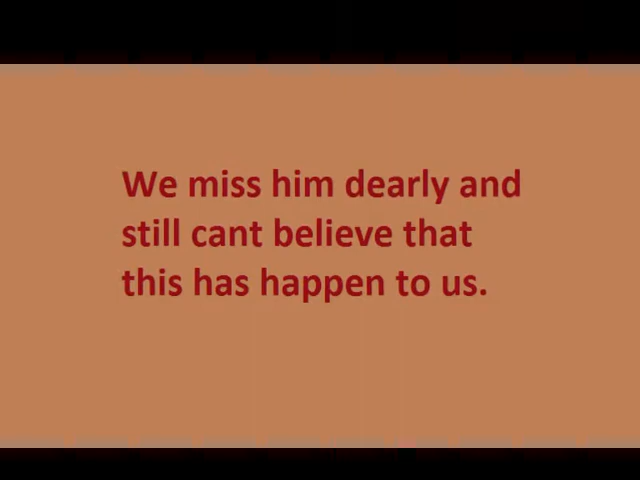 We miss him dearly and
still cant believe that
this has happen to us.